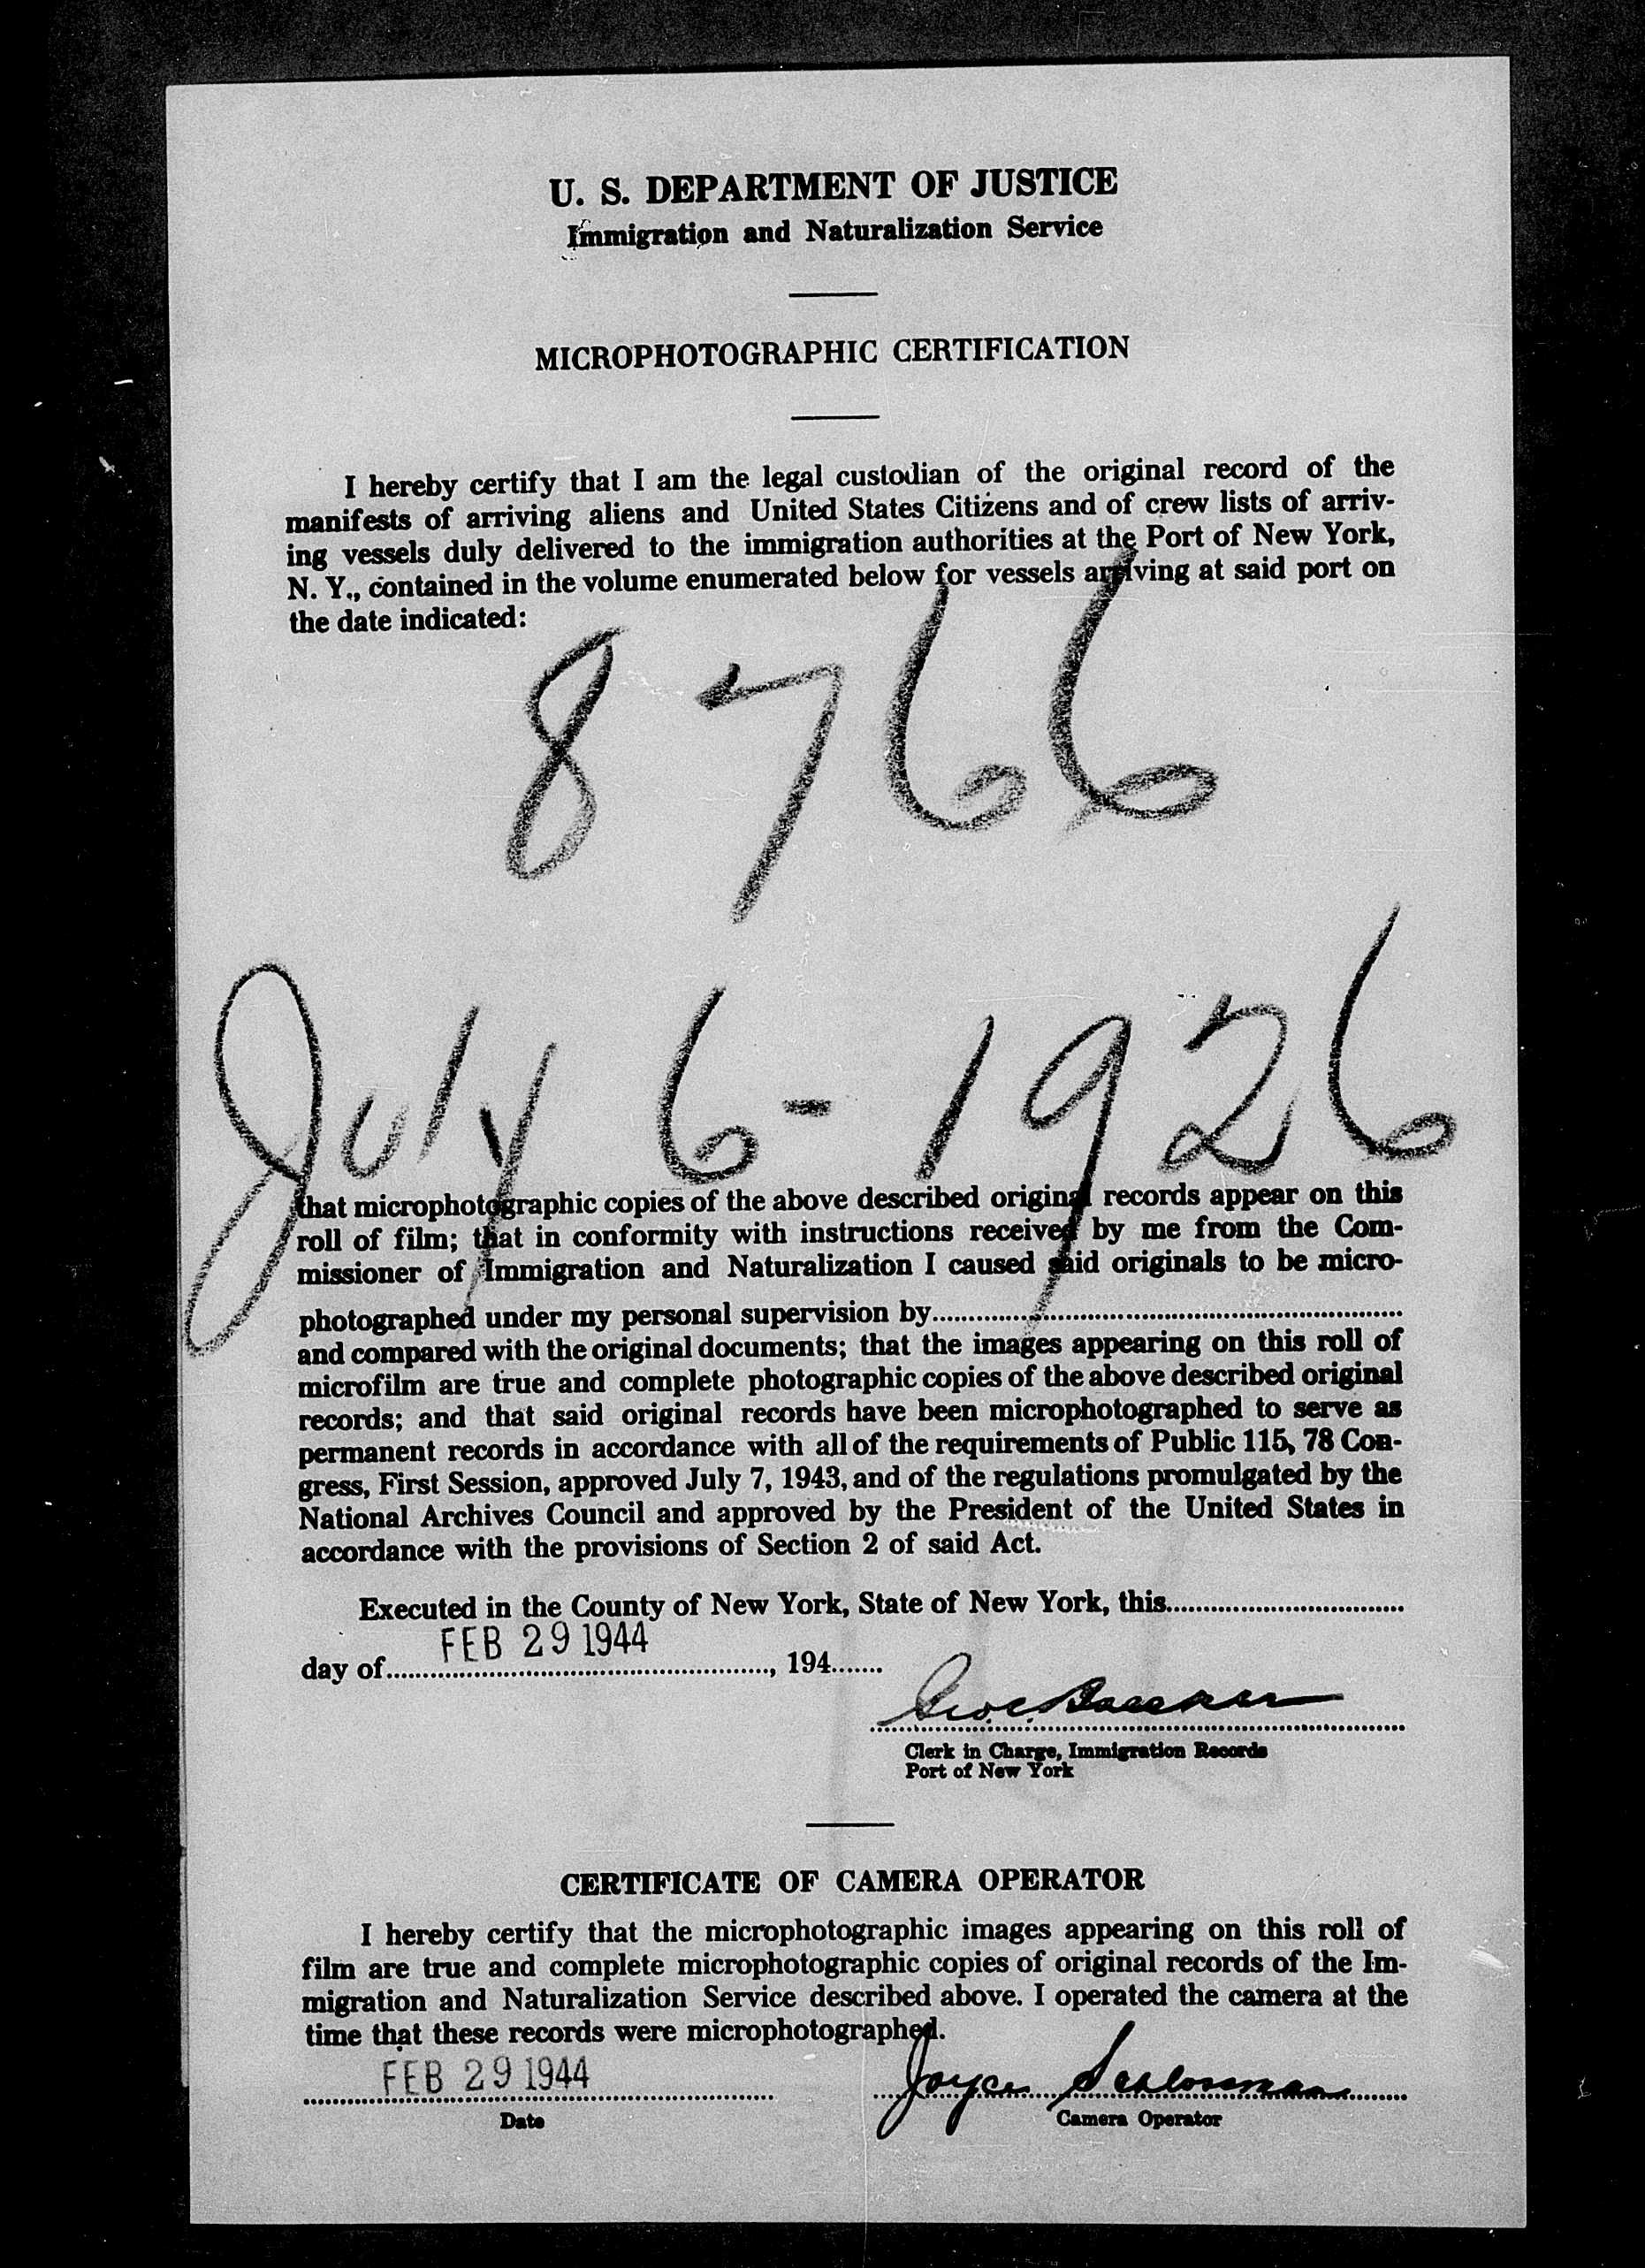 U. S. DEPARTMENT OF JUSTICE
Immigration and Naturalization Service
MICROPHOTOGRAPHIC CERTIFICATION
I hereby certify that I am the legal custodian of the original record of the
manifests of arriving aliens and United States Citizens and of crew lists of arriv-
ing vessels duly delivered to the immigration authorities at the Port of New York,
N. Y., contained in the volume enumerated below for vessels arriving at said port on
the date indicated:
8766
July 6-1926
that microphotographic copies of the above described original records appear on this
roll of film; that in conformity with instructions received by me from the Com-
missioner of Immigration and Naturalization I caused said originals to be micro-
photographed under my personal supervision by
and compared with the original documents; that the images appearing on this roll of
microfilm are true and complete photographic copies of the above described original
records; and that said original records have been microphotographed to serve as
permanent records in accordance with all of the requirements of Public 115, 78 Con-
gress, First Session, approved July 7, 1943, and of the regulations promulgated by the
National Archives Council and approved by the President of the United States in
accordance with the provisions of Section 2 of said Act.
Executed in the County of New York, State of New York, this
FEB 29 1944
day of , 194
Clerk in Charge, Immigration Records
Port of New York
CERTIFICATE OF CAMERA OPERATOR
I hereby certify that the microphotographic images appearing on this roll of
film are true and complete microphotographic copies of original records of the Im-
migration and Naturalization Service described above. I operated the camera at the
time that these records were microphotographed.
FEB 29 1944 Joyce
Date Camera Operator